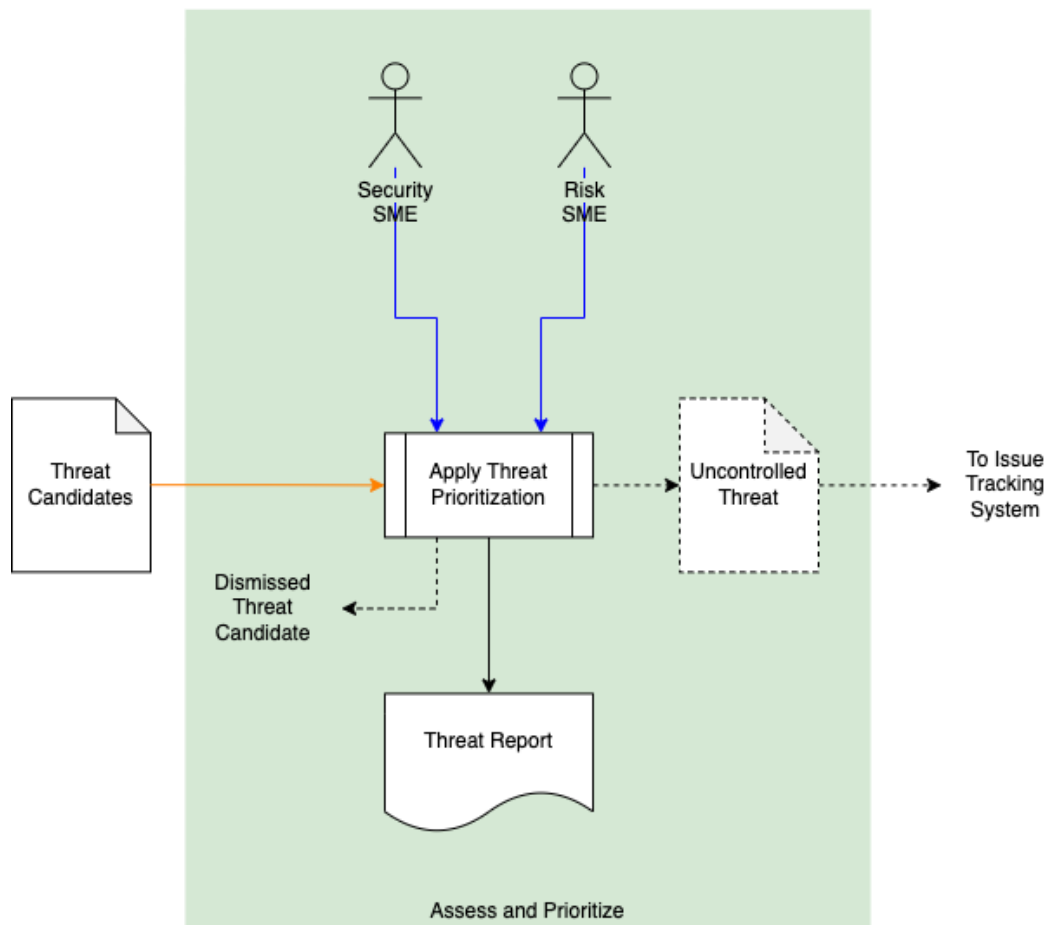 Security
SME
Risk
SME
Threat
Candidates
Apply Threat
Prioritization
Uncontrolled
Threat
To Issue
Tracking
System
Dismissed
Threat
Candidate
Threat Report
Assess and Prioritize